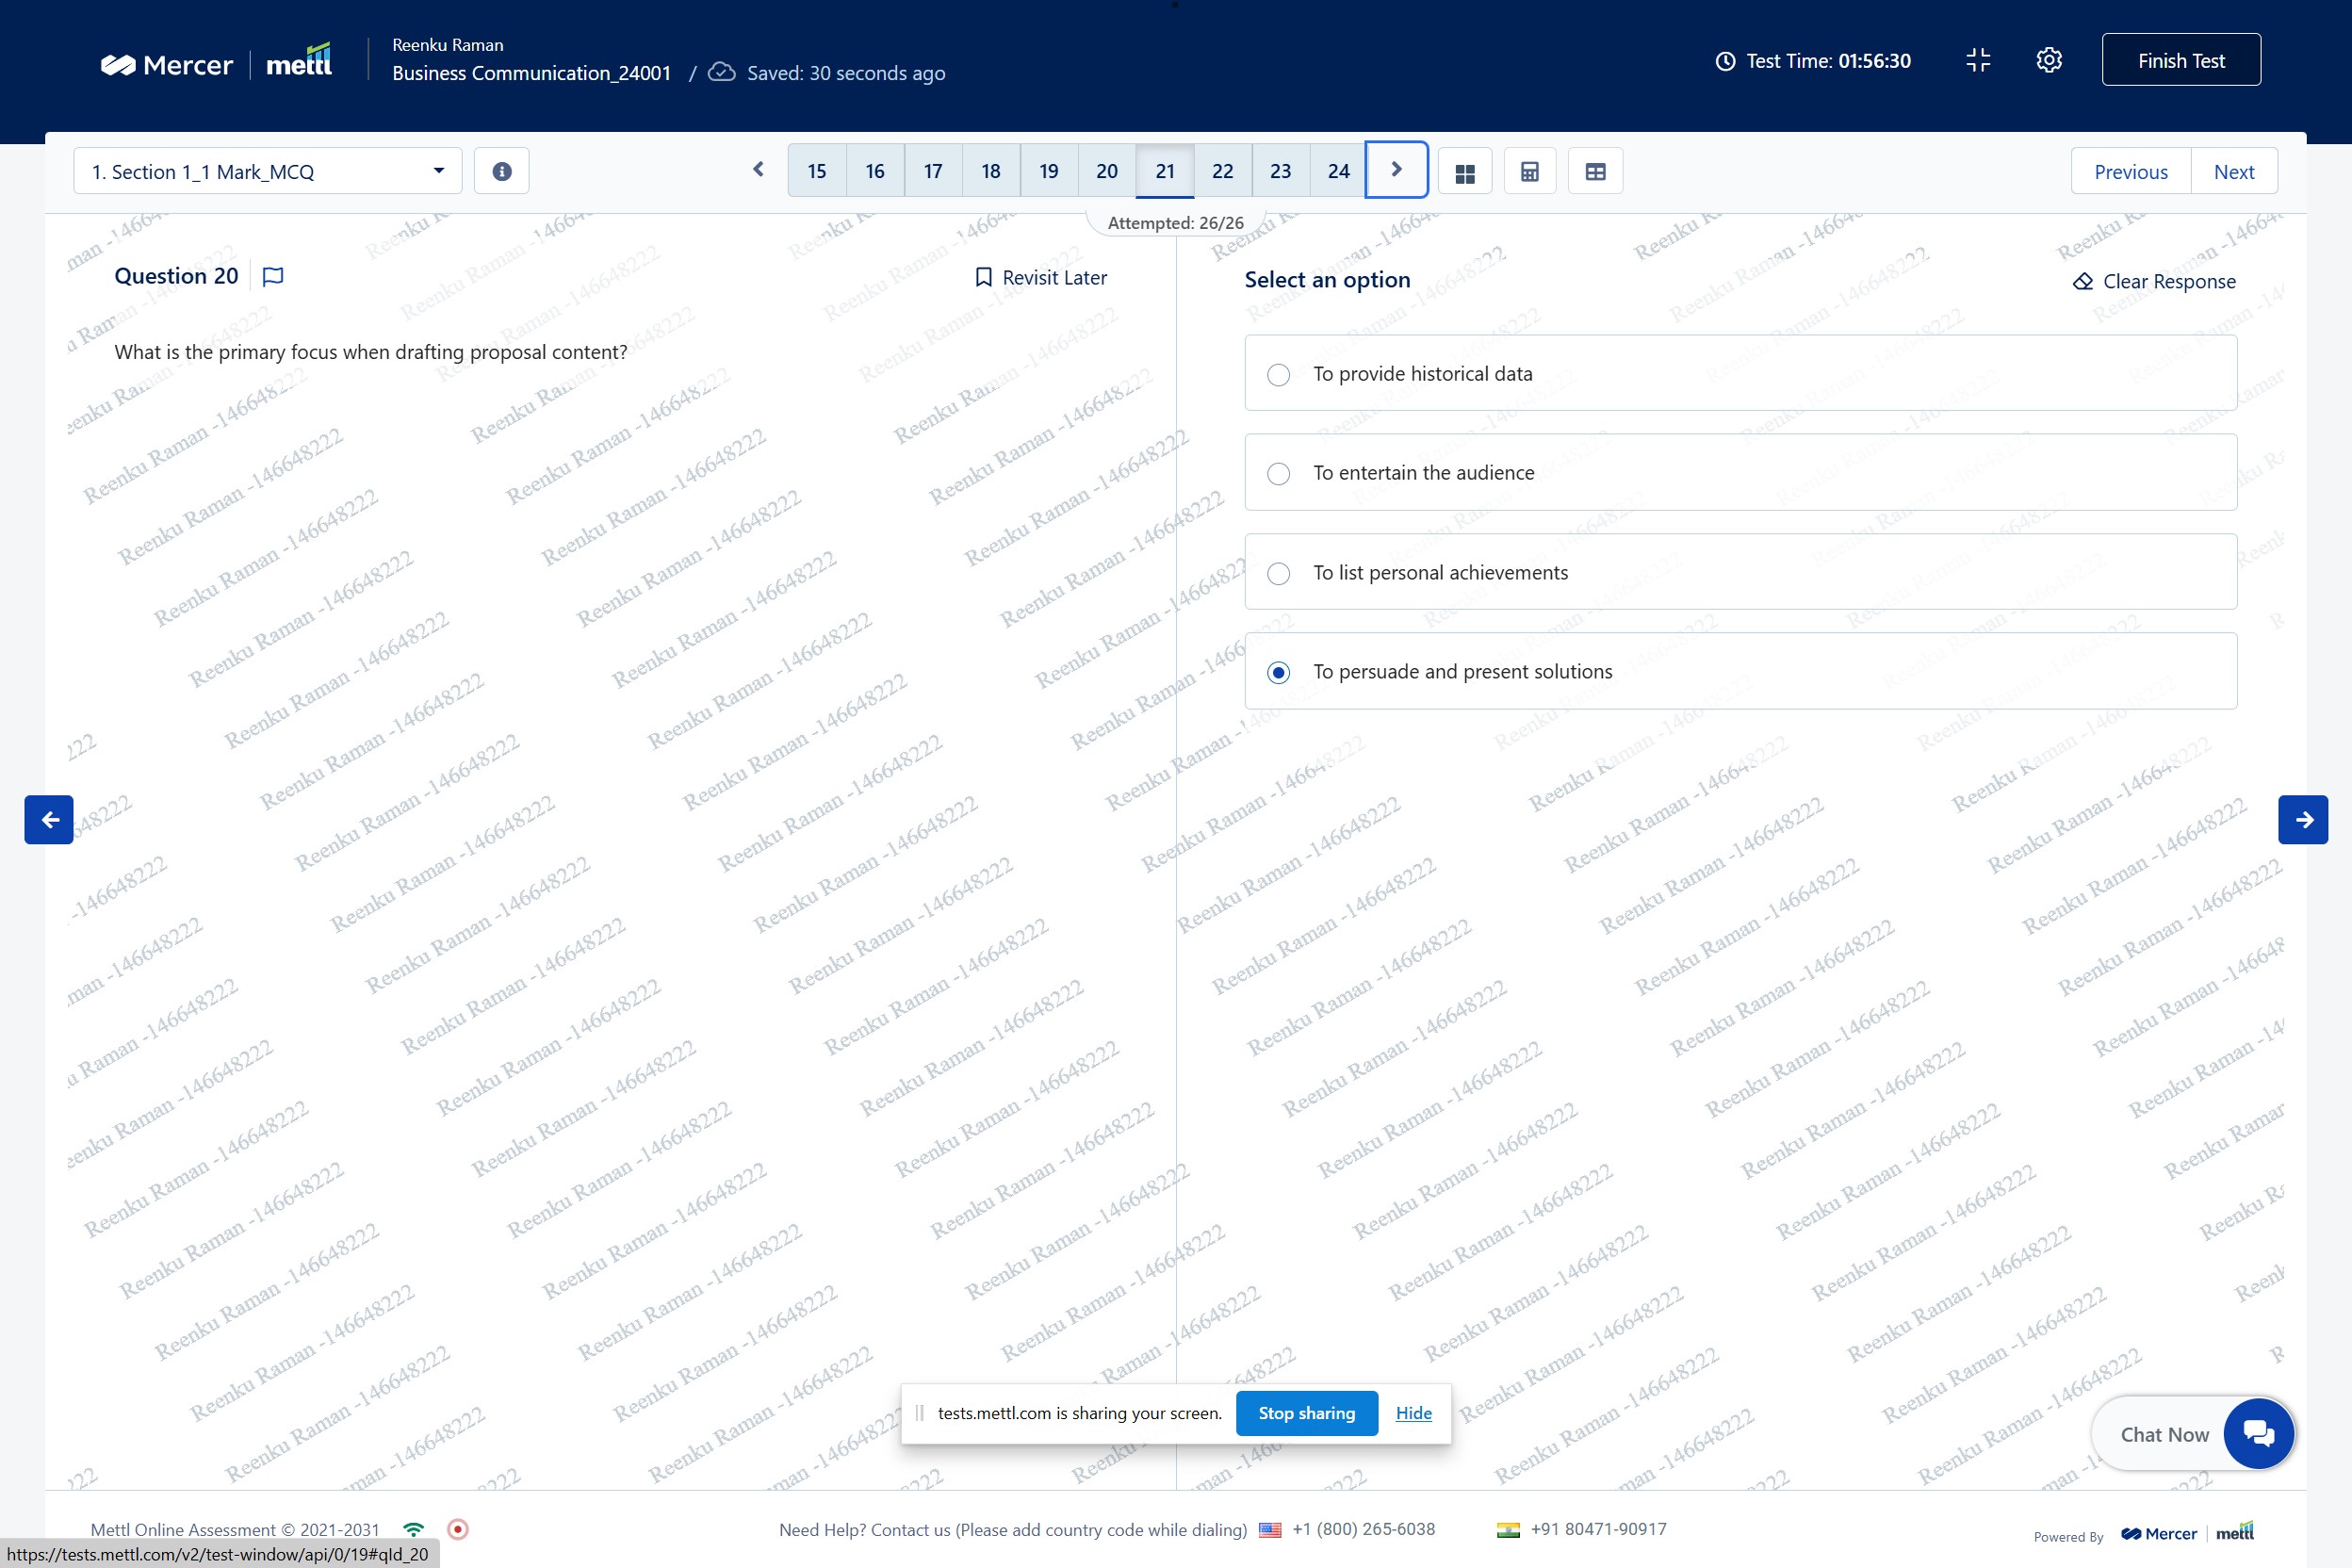 Mercer mettl
Reenku Raman
Business Communication_24001 / Saved: 30 seconds ago
Test Time: 01:56:30
Finish Test
1. Section 1_1 Mark_MCQ
15 16 17 18 19 20 21 22 23 24
Previous
Next
Attempted: 26/26
Question 20
Revisit Later
What is the primary focus when drafting proposal content?
Select an option
Clear Response
To provide historical data
To entertain the audience
To list personal achievements
To persuade and present solutions
Reenku Raman -146648222
tests.mettl.com is sharing your screen.
Stop sharing
Hide
Chat Now
Mettl Online Assessment © 2021-2031
Need Help? Contact us (Please add country code while dialing) +1 (800) 265-6038 +91 80471-90917
Powered By Mercer mettl
https://tests.mettl.com/v2/test-window/api/0/19#qId_20